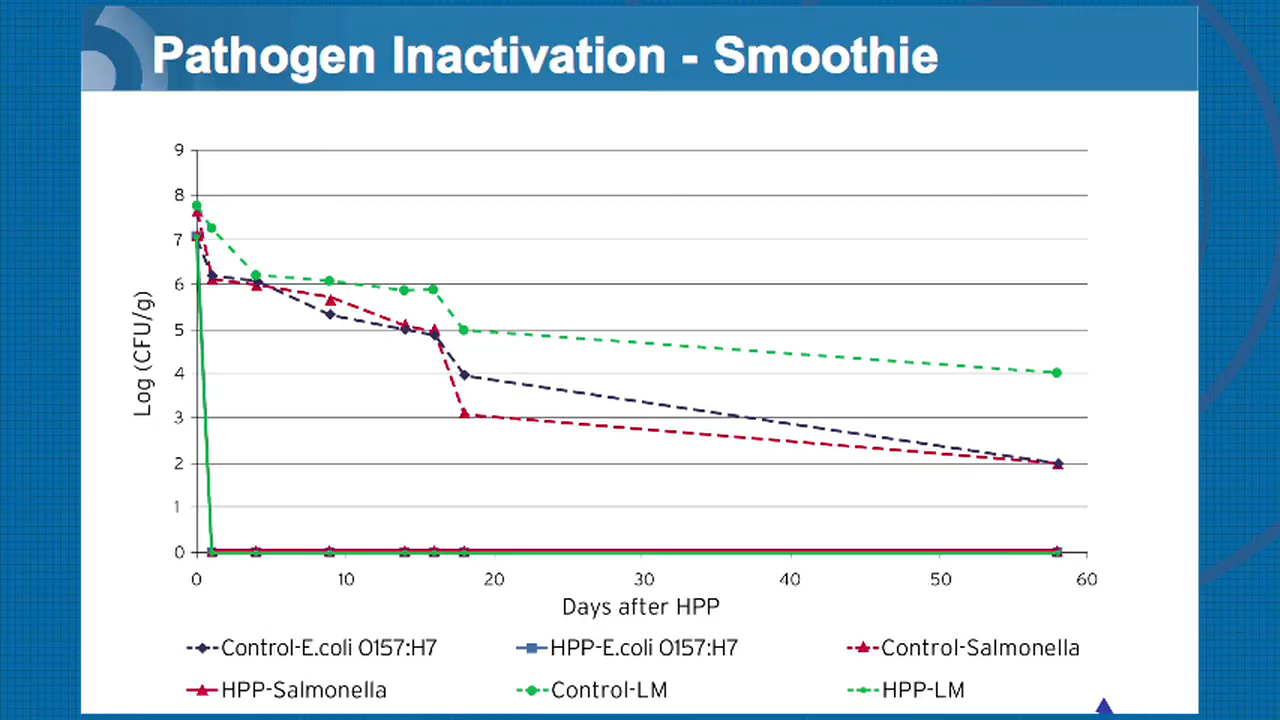 Pathogen Inactivation - Smoothie
9
8
7
6
5
4
3
2
1
0
Log (CFU/g)
0 10 20 30 40 50 60
Days after HPP
Control-E.coli O157:H7 HPP-E.coli O157:H7 Control-Salmonella
HPP-Salmonella Control-LM HPP-LM